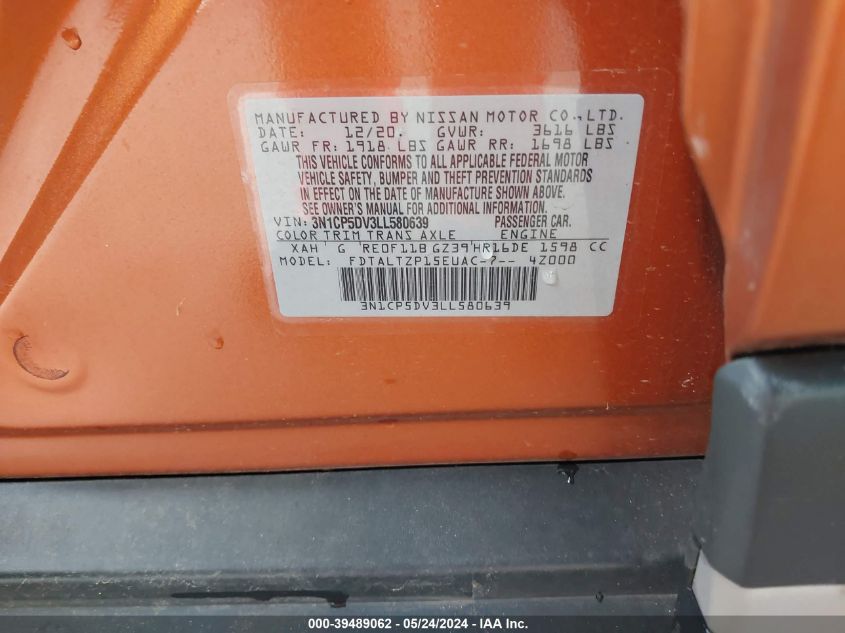 MANUFACTURED BY NISSAN MOTOR CO., LTD.
DATE: 12/20. GVWR: 3616 LBS
GAWR FR: 1918 LBS GAWR RR: 1698 LBS
THIS VEHICLE CONFORMS TO ALL APPLICABLE FEDERAL MOTOR
VEHICLE SAFETY, BUMPER AND THEFT PREVENTION STANDARDS
IN EFFECT ON THE DATE OF MANUFACTURE SHOWN ABOVE.
SEE OWNER'S MANUAL FOR ADDITIONAL INFORMATION.
VIN: 3N1CP5DV3LL580639 PASSENGER CAR.
COLOR TRIM TRANS AXLE ENGINE
XAH' G 'RE0F11B GZ39'HR16DE 1598 CC
MODEL: FDTALTZP15EUAC-7-- 4Z000
3N1CP5DV3LL580639
000-39489062 - 05/24/2024 - IAA Inc.